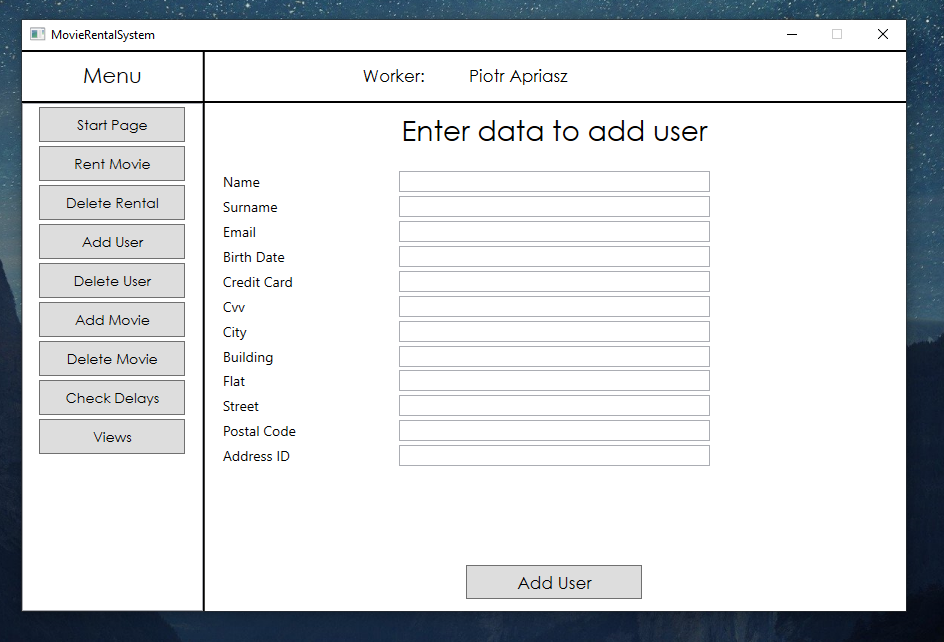 MovieRentalSystem
Menu
Worker: Piotr Apriasz
Start Page
Rent Movie
Delete Rental
Add User
Delete User
Add Movie
Delete Movie
Check Delays
Views
Enter data to add user
Name
Surname
Email
Birth Date
Credit Card
Cvv
City
Building
Flat
Street
Postal Code
Address ID
Add User